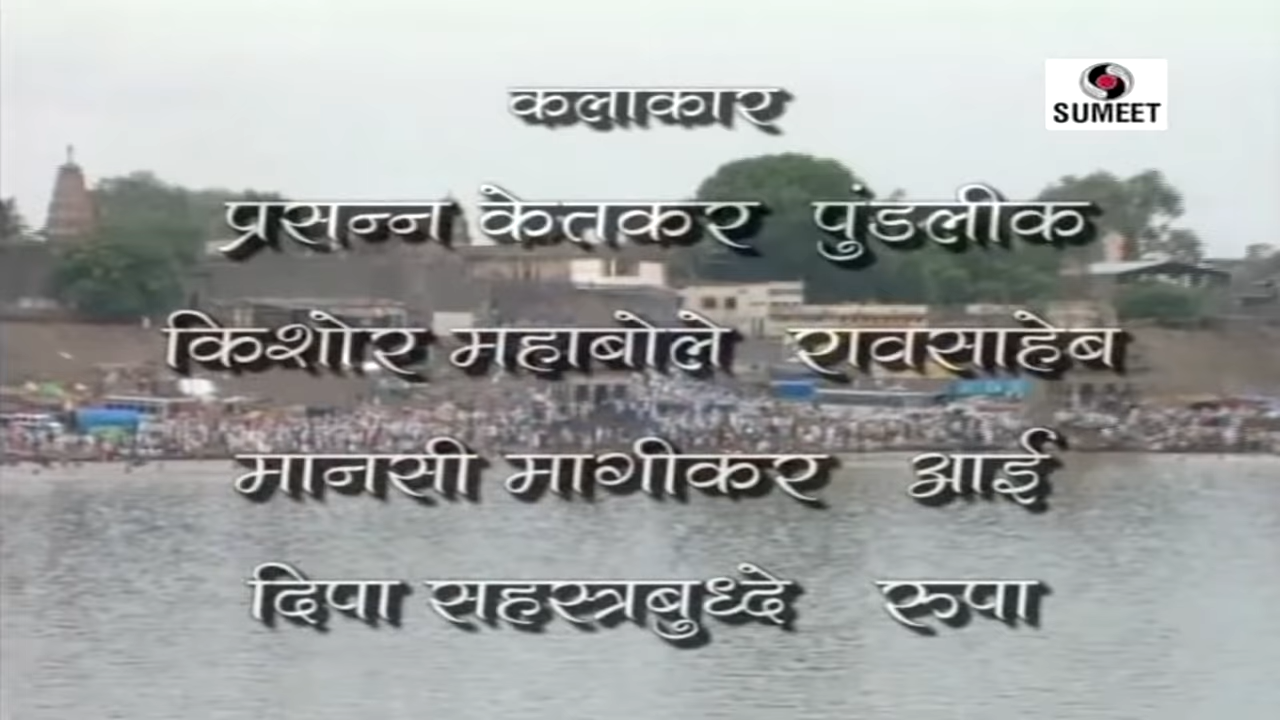 कलाकार
SUMEET
प्रसन्न केतकर पुंडलीक
किशोर महाबोले रावसाहेब
मानसी मागीकर आई
दिपा सहस्त्रबुध्दे रुपा